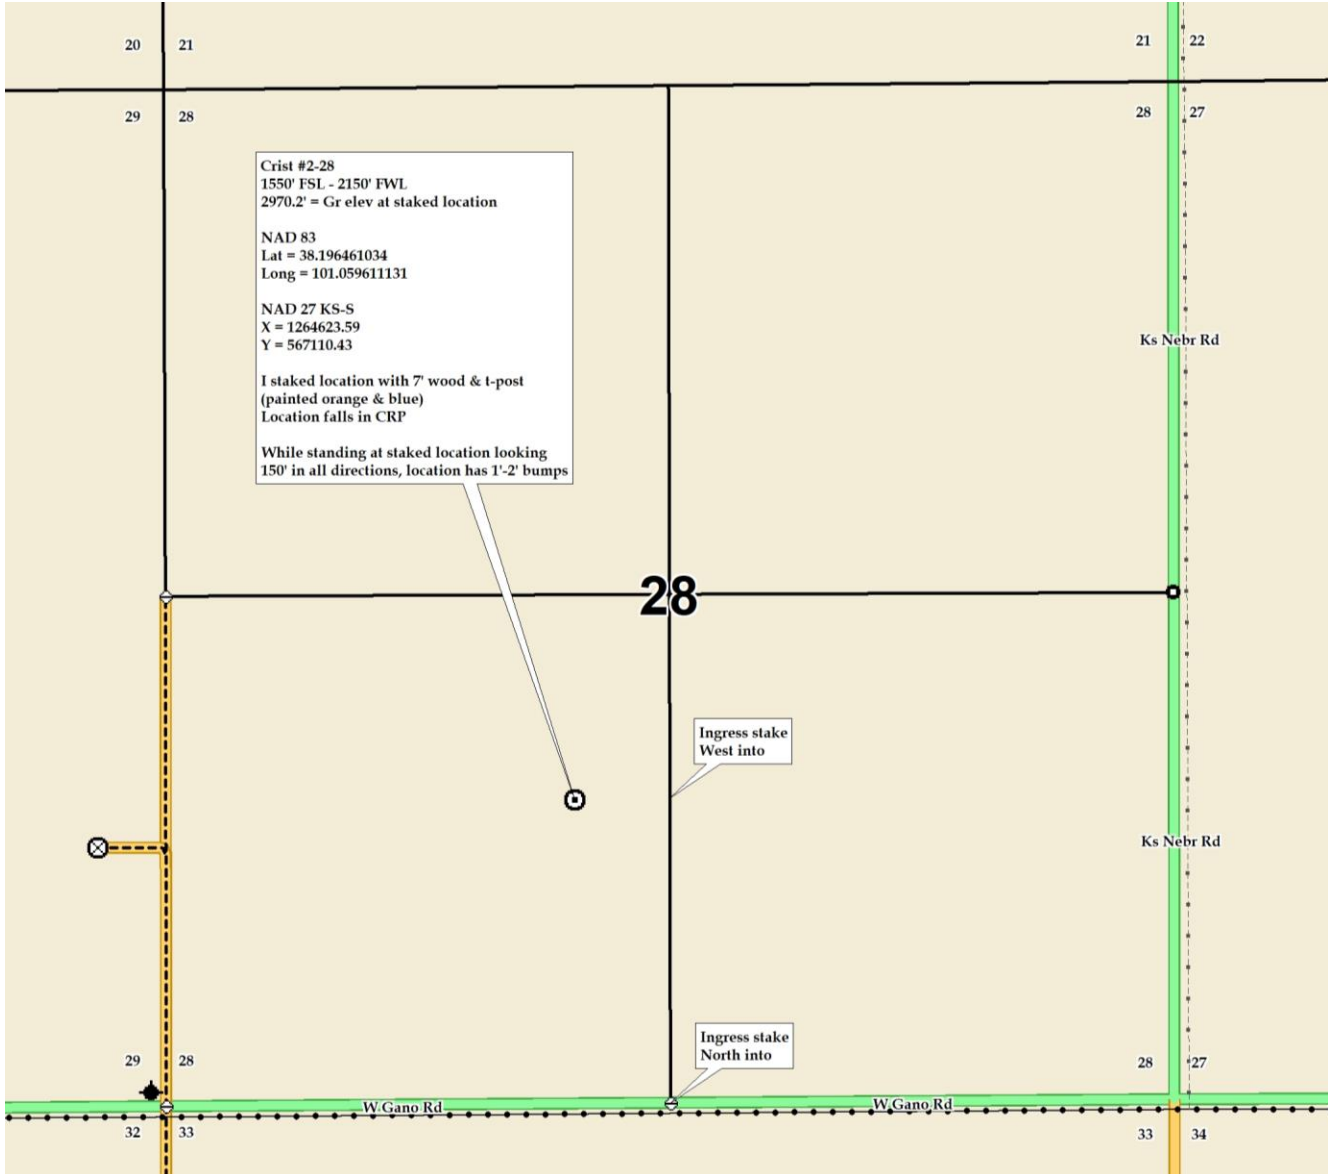 20 21
21 22
29 28
28 27
Crist #2-28
1550' FSL - 2150' FWL
2970.2' = Gr elev at staked location
NAD 83
Lat = 38.196461034
Long = 101.059611131
NAD 27 KS-S
X = 1264623.59
Y = 567110.43
I staked location with 7' wood & t-post
(painted orange & blue)
Location falls in CRP
While standing at staked location looking
150' in all directions, location has 1'-2' bumps
Ks Nebr Rd
28
Ingress stake
West into
Ks Nebr Rd
Ingress stake
North into
29 28
28 27
W Gano Rd
W Gano Rd
32 33
33 34